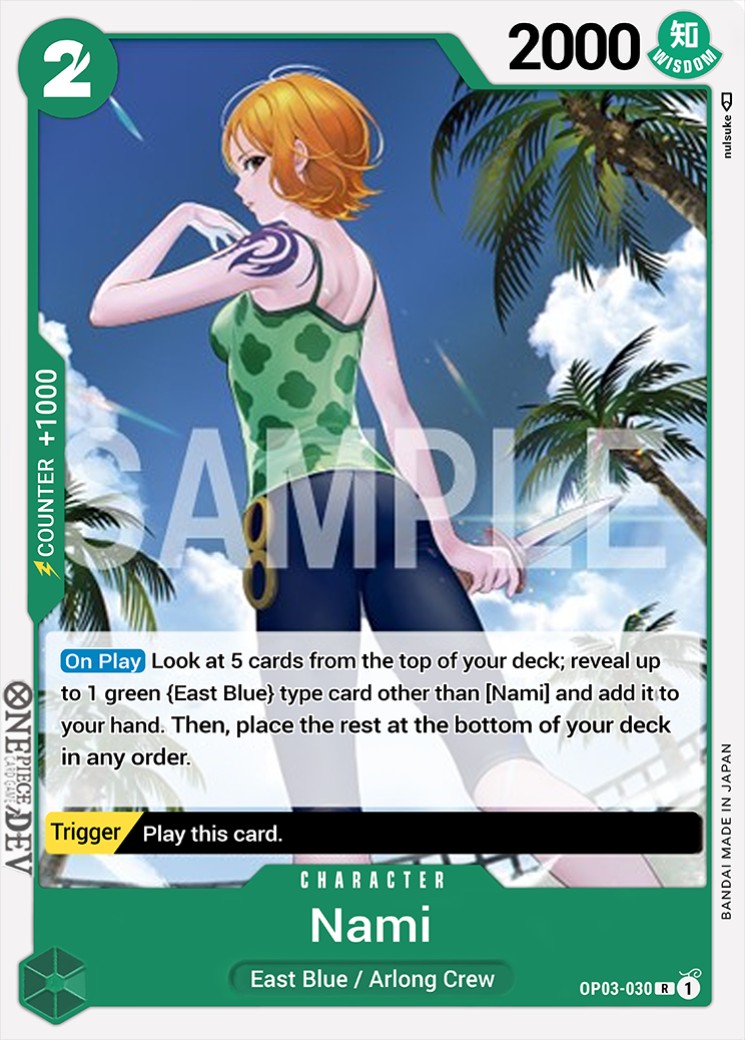 2
2000
知
WISDOM
nulsuke
SAMPLE
COUNTER +1000
On Play Look at 5 cards from the top of your deck; reveal up
to 1 green {East Blue} type card other than [Nami] and add it to
your hand. Then, place the rest at the bottom of your deck
in any order.
Trigger Play this card.
ONE PIECE
CARD GAME
/DEV
BANDAI MADE IN JAPAN
CHARACTER
Nami
East Blue / Arlong Crew
OP03-030 R 1